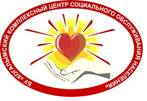 БУ «КОГАЛЫМСКИЙ КОМПЛЕКСНЫЙ ЦЕНТР СОЦИАЛЬНОГО ОБСЛУЖИВАНИЯ НАСЕЛЕНИЯ»